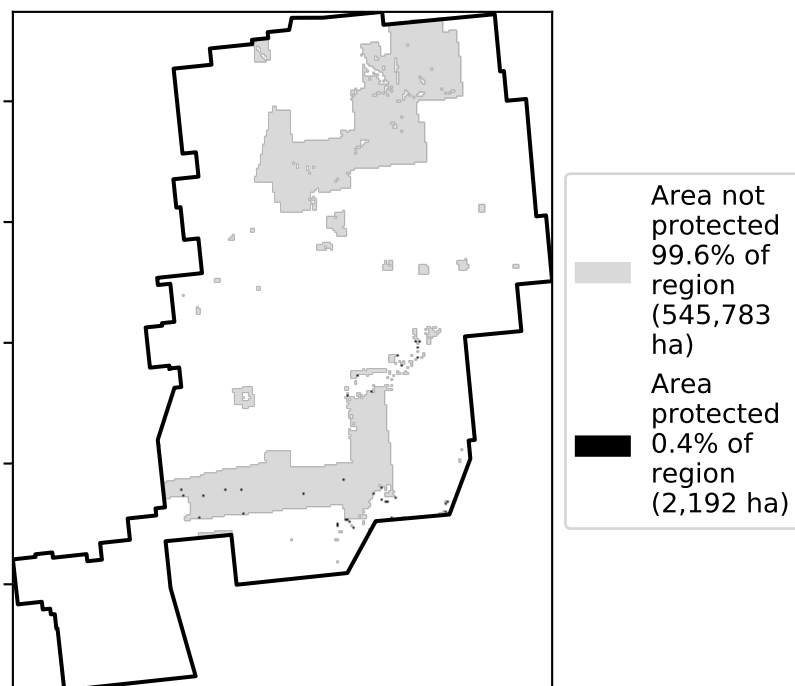 Area not
protected
99.6% of
region
(545,783
ha)
Area
protected
0.4% of
region
(2,192 ha)